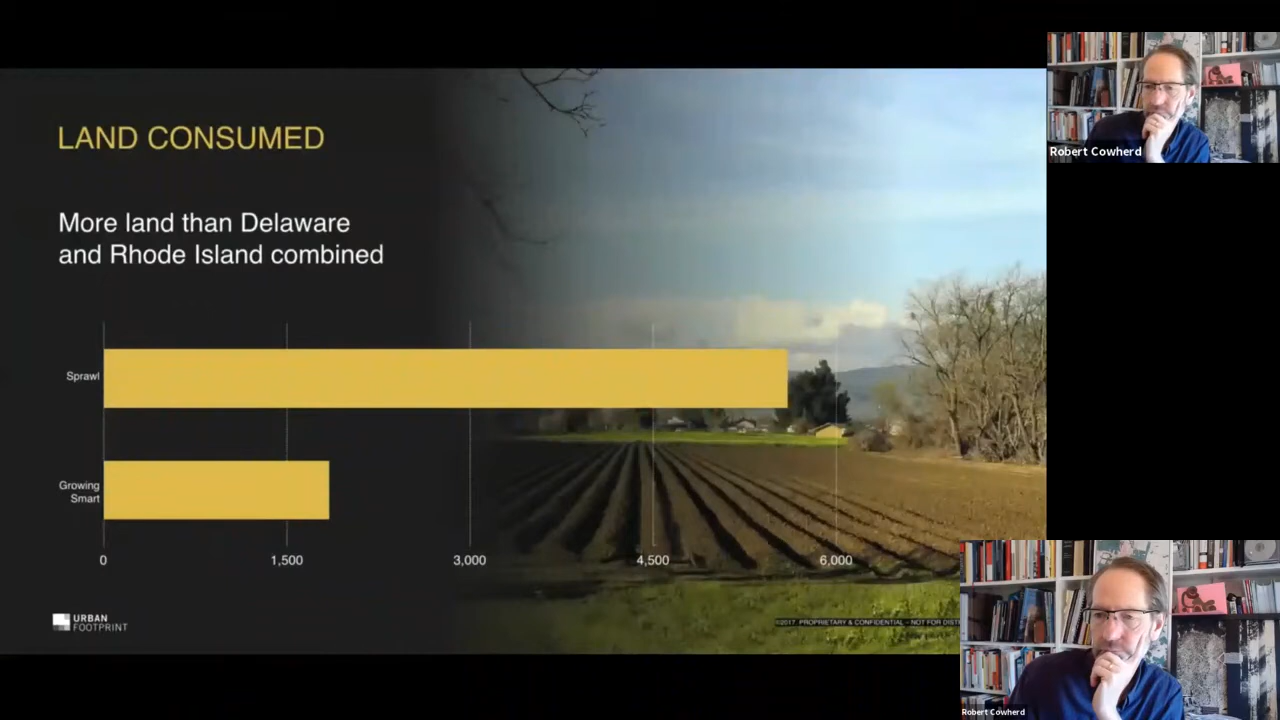 LAND CONSUMED
Robert Cowherd
More land than Delaware
and Rhode Island combined
Sprawl
Growing
Smart
0
1,500
3,000
4,500
6,000
URBAN
FOOTPRINT
©2017 PROPRIETARY & CONFIDENTIAL – NOT FOR
Robert Cowherd